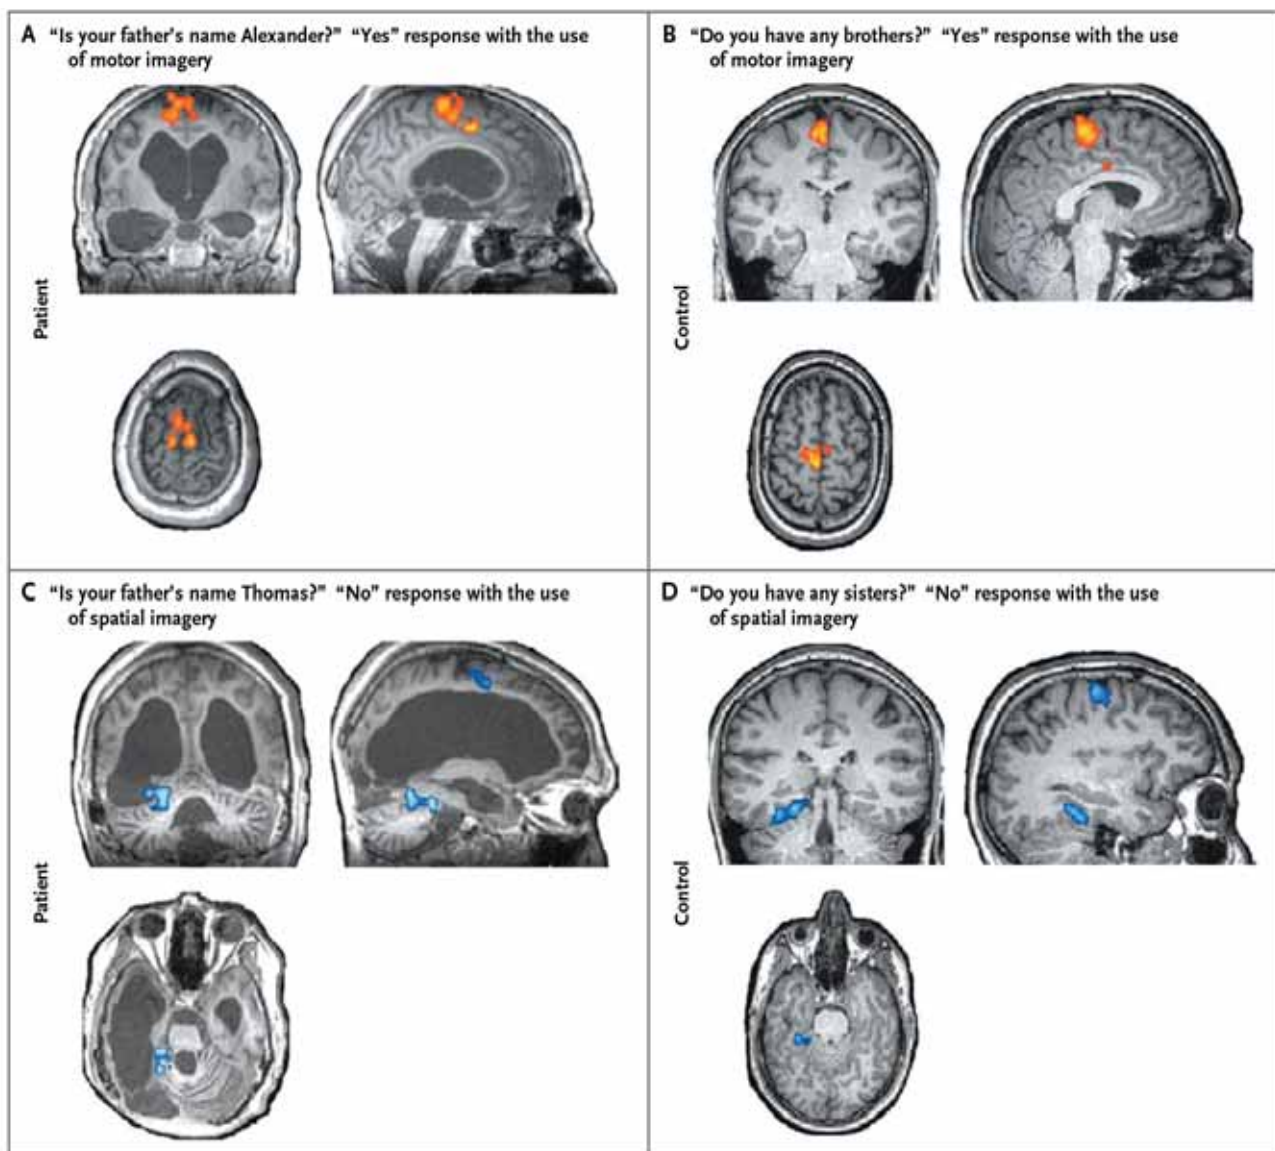 A "Is your father's name Alexander?" "Yes" response with the use
of motor imagery
Patient
B "Do you have any brothers?" "Yes" response with the use
of motor imagery
Control
C "Is your father's name Thomas?" "No" response with the use
of spatial imagery
Patient
D "Do you have any sisters?" "No" response with the use
of spatial imagery
Control